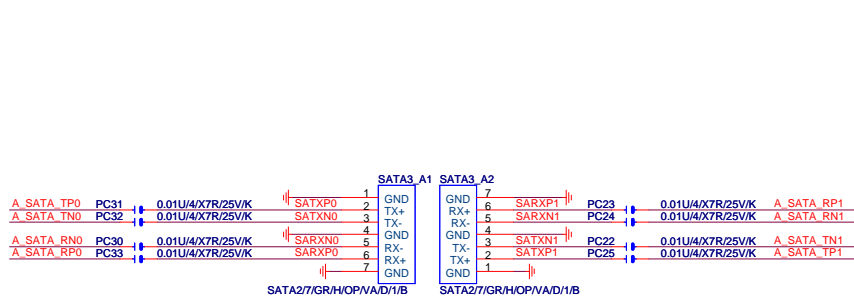 SATA3_A1 SATA3_A2
1 GND GND 7
A_SATA_TP0 PC31 0.01U/4/X7R/25V/K SATXP0 2 TX+ RX+ 6 SARXP1 PC23 0.01U/4/X7R/25V/K A_SATA_RP1
A_SATA_TN0 PC32 0.01U/4/X7R/25V/K SATXN0 3 TX- RX- 5 SARXN1 PC24 0.01U/4/X7R/25V/K A_SATA_RN1
4 GND GND 4
A_SATA_RN0 PC30 0.01U/4/X7R/25V/K SARXN0 5 RX- TX- 3 SATXN1 PC22 0.01U/4/X7R/25V/K A_SATA_TN1
A_SATA_RP0 PC33 0.01U/4/X7R/25V/K SARXP0 6 RX+ TX+ 2 SATXP1 PC25 0.01U/4/X7R/25V/K A_SATA_TP1
7 GND GND 1
SATA2/7/GR/H/OP/VA/D/1/B SATA2/7/GR/H/OP/VA/D/1/B